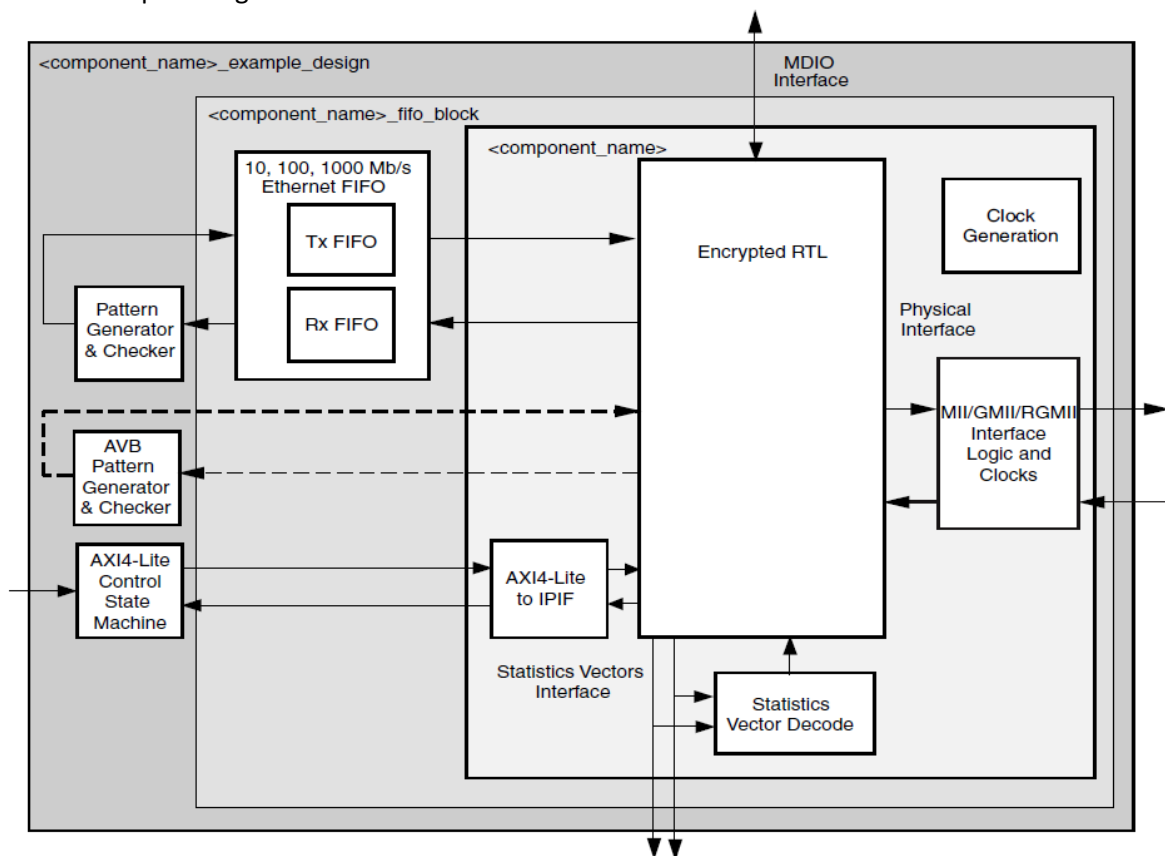 <component_name>_example_design
MDIO
Interface
<component_name>_fifo_block
<component_name>
10, 100, 1000 Mb/s
Ethernet FIFO
Tx FIFO
Rx FIFO
Encrypted RTL
Clock
Generation
Pattern
Generator
& Checker
Physical
Interface
MII/GMII/RGMII
Interface
Logic and
Clocks
AVB
Pattern
Generator
& Checker
AXI4-Lite
Control
State
Machine
AXI4-Lite
to IPIF
Statistics Vectors
Interface
Statistics
Vector Decode